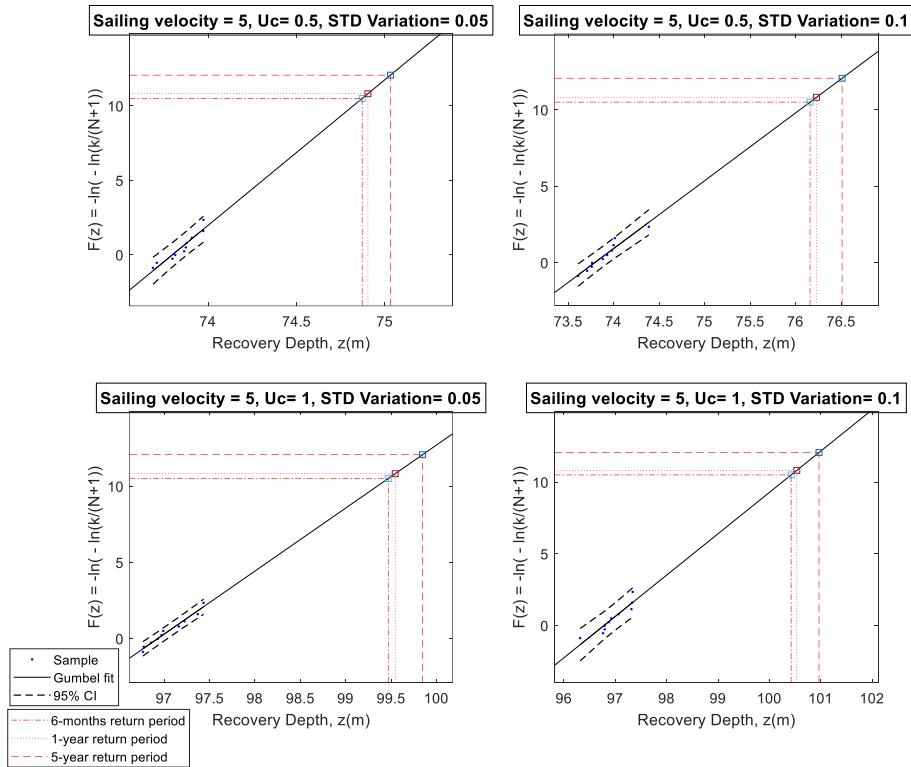 Sailing velocity = 5, Uc= 0.5, STD Variation= 0.05
F(z) = -ln( - ln(k/(N+1))
10
5
0
74
74.5
75
Recovery Depth, z(m)
Sailing velocity = 5, Uc= 0.5, STD Variation= 0.1
F(z) = -ln( - ln(k/(N+1))
10
5
0
73.5
74
74.5
75
75.5
76
76.5
Recovery Depth, z(m)
Sailing velocity = 5, Uc= 1, STD Variation= 0.05
F(z) = -ln( - ln(k/(N+1))
10
5
0
97
97.5
98
98.5
99
99.5
100
Recovery Depth, z(m)
Sailing velocity = 5, Uc= 1, STD Variation= 0.1
F(z) = -ln( - ln(k/(N+1))
10
5
0
96
97
98
99
100
101
102
Recovery Depth, z(m)
Sample
Gumbel fit
95% CI
6-months return period
1-year return period
5-year return period